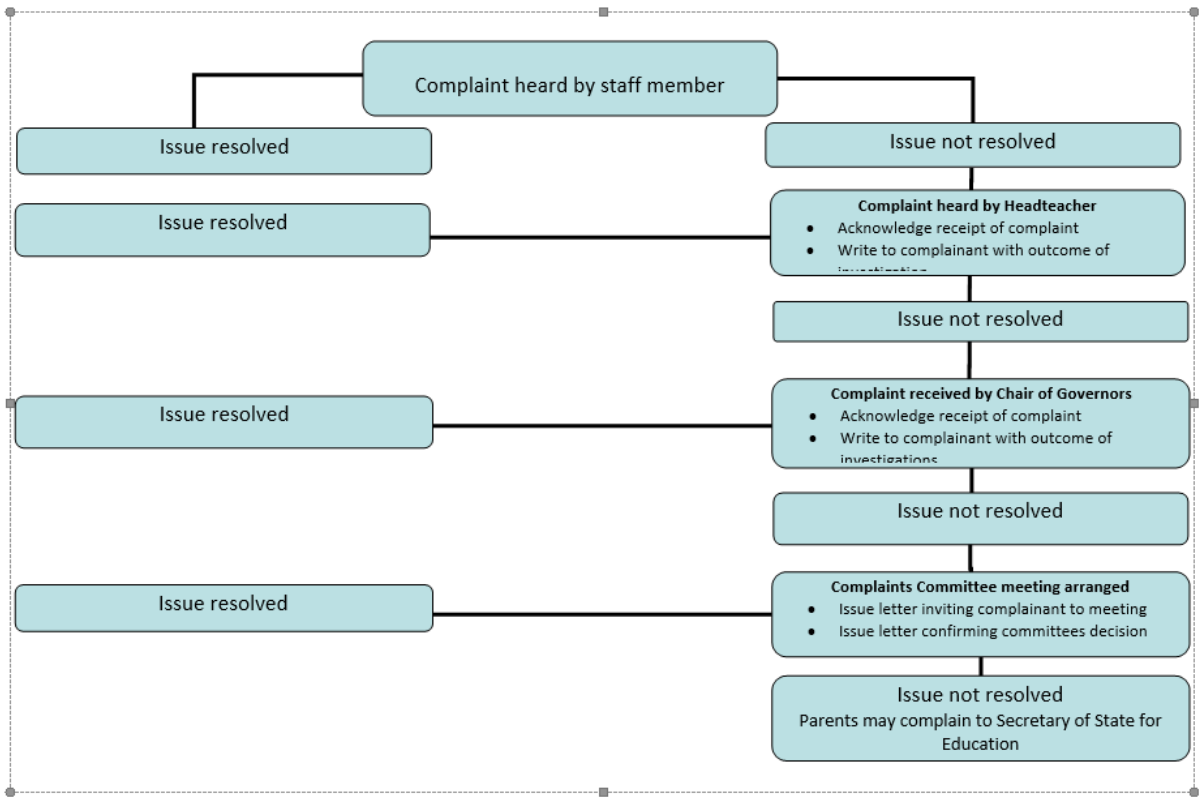 Complaint heard by staff member
Issue resolved
Issue not resolved
Issue resolved
Complaint heard by Headteacher
• Acknowledge receipt of complaint
• Write to complainant with outcome of
investigation
Issue not resolved
Issue resolved
Complaint received by Chair of Governors
• Acknowledge receipt of complaint
• Write to complainant with outcome of
investigations
Issue not resolved
Issue resolved
Complaints Committee meeting arranged
• Issue letter inviting complainant to meeting
• Issue letter confirming committees decision
Issue not resolved
Parents may complain to Secretary of State for
Education